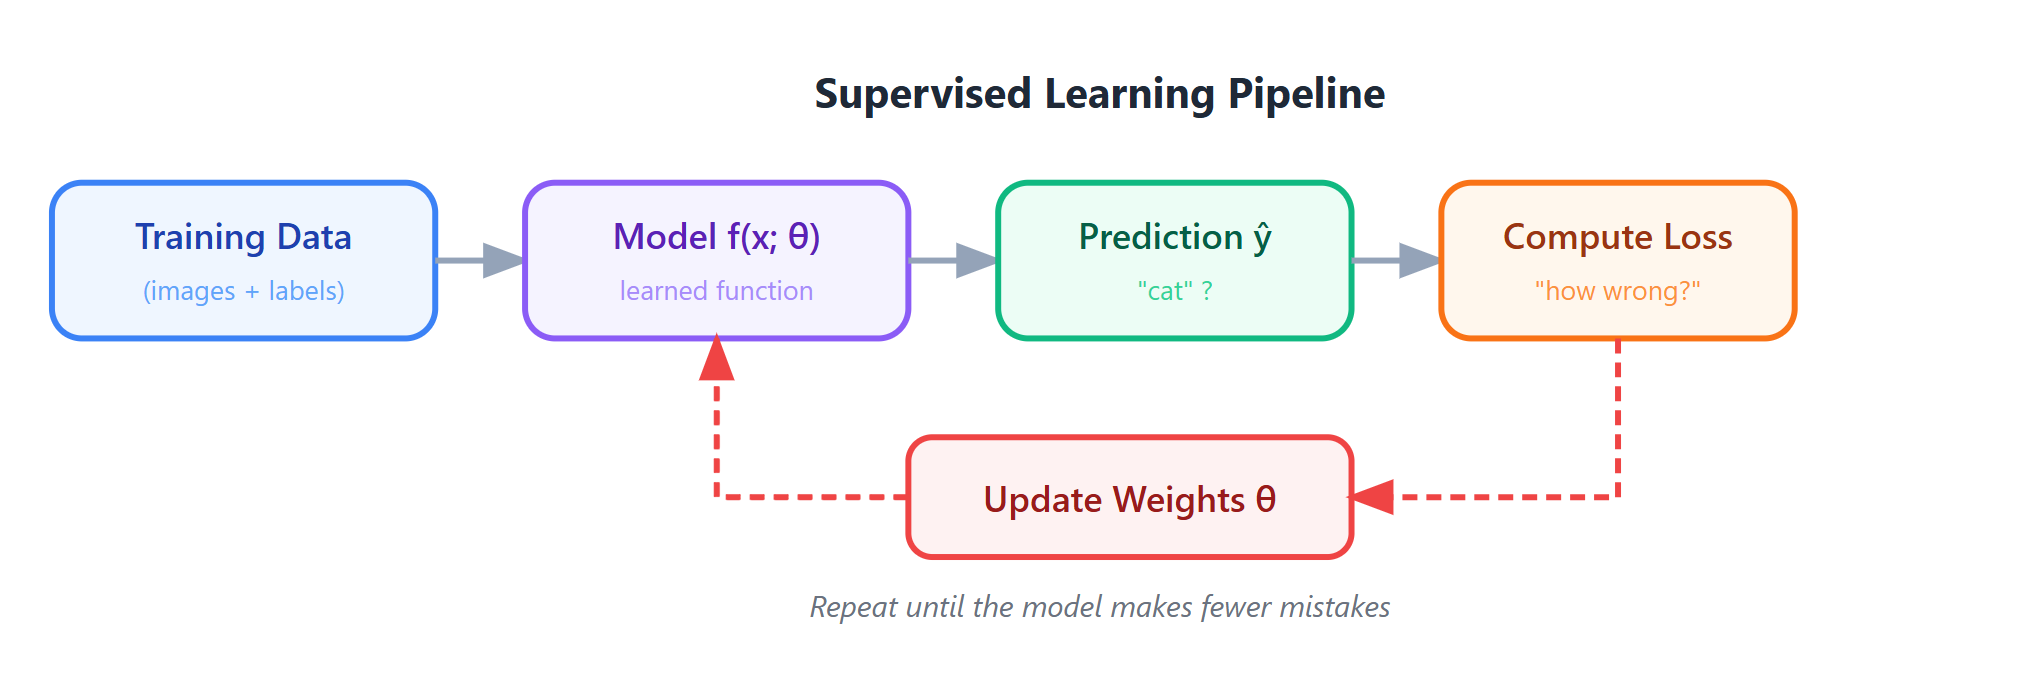 Supervised Learning Pipeline
Training Data
(images + labels)
Model f(x; θ)
learned function
Prediction ŷ
"cat" ?
Compute Loss
"how wrong?"
Update Weights θ
Repeat until the model makes fewer mistakes